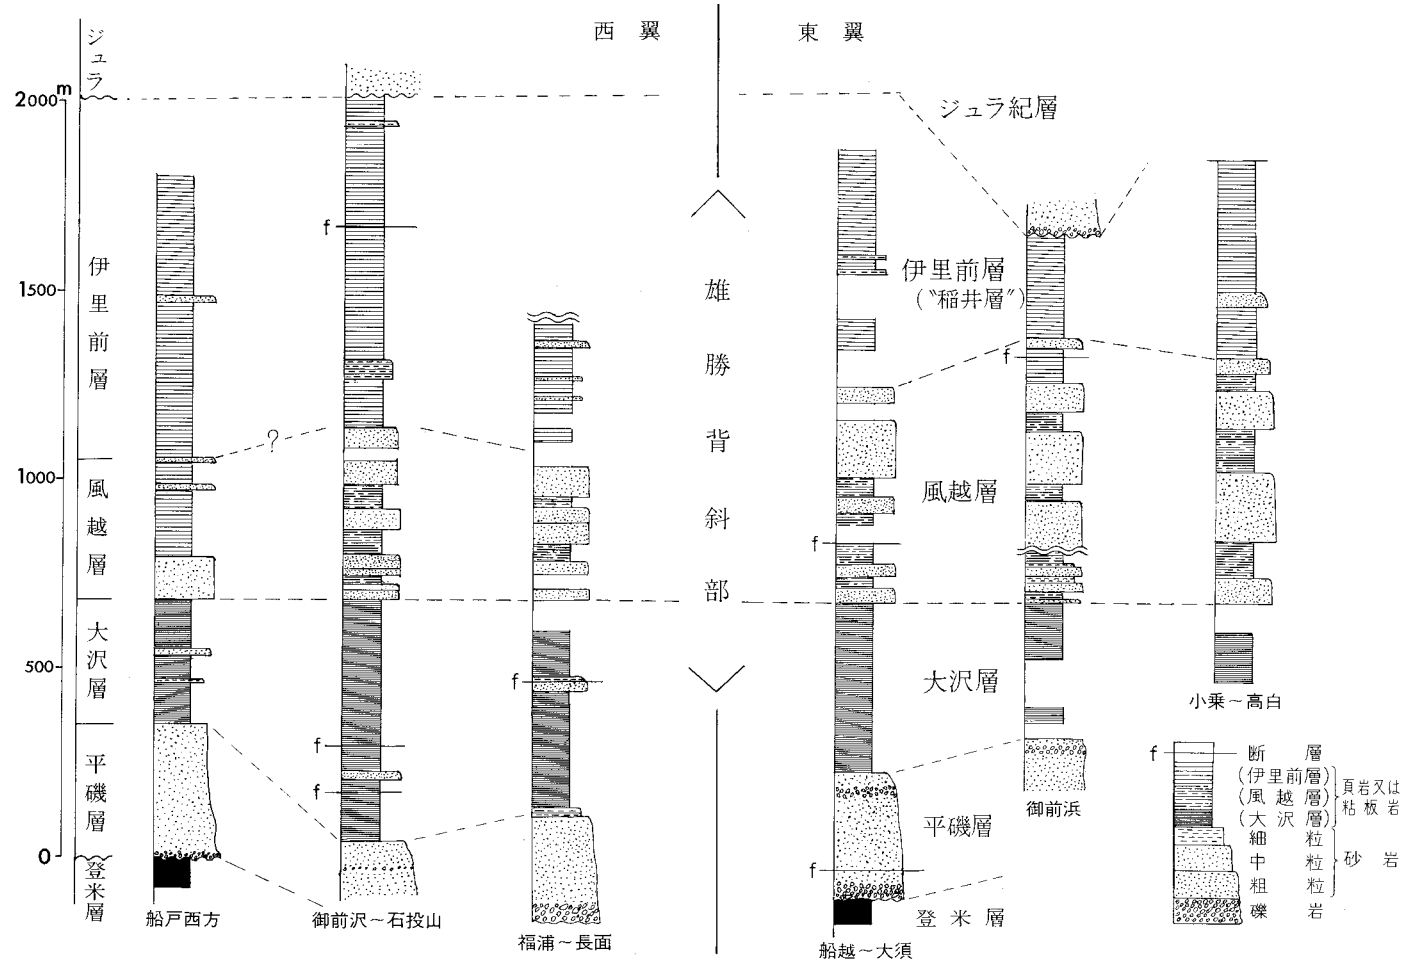 西翼
東翼
ジュラ
2000m
1500
1000
500
0
伊里前層
風越層
大沢層
平磯層
登米層
船戸西方
f
f
f
御前沢〜石投山
?
f
福浦〜長面
雄勝背斜部
f
f
船越〜大須
ジュラ紀層
伊里前層
(〝稲井層〟)
風越層
大沢層
平磯層
登米層
f
御前浜
小乗〜高白
f 断層
(伊里前層)
(風越層)
(大沢層)
頁岩又は
粘板岩
細粒
中粒
粗粒
砂岩
礫岩